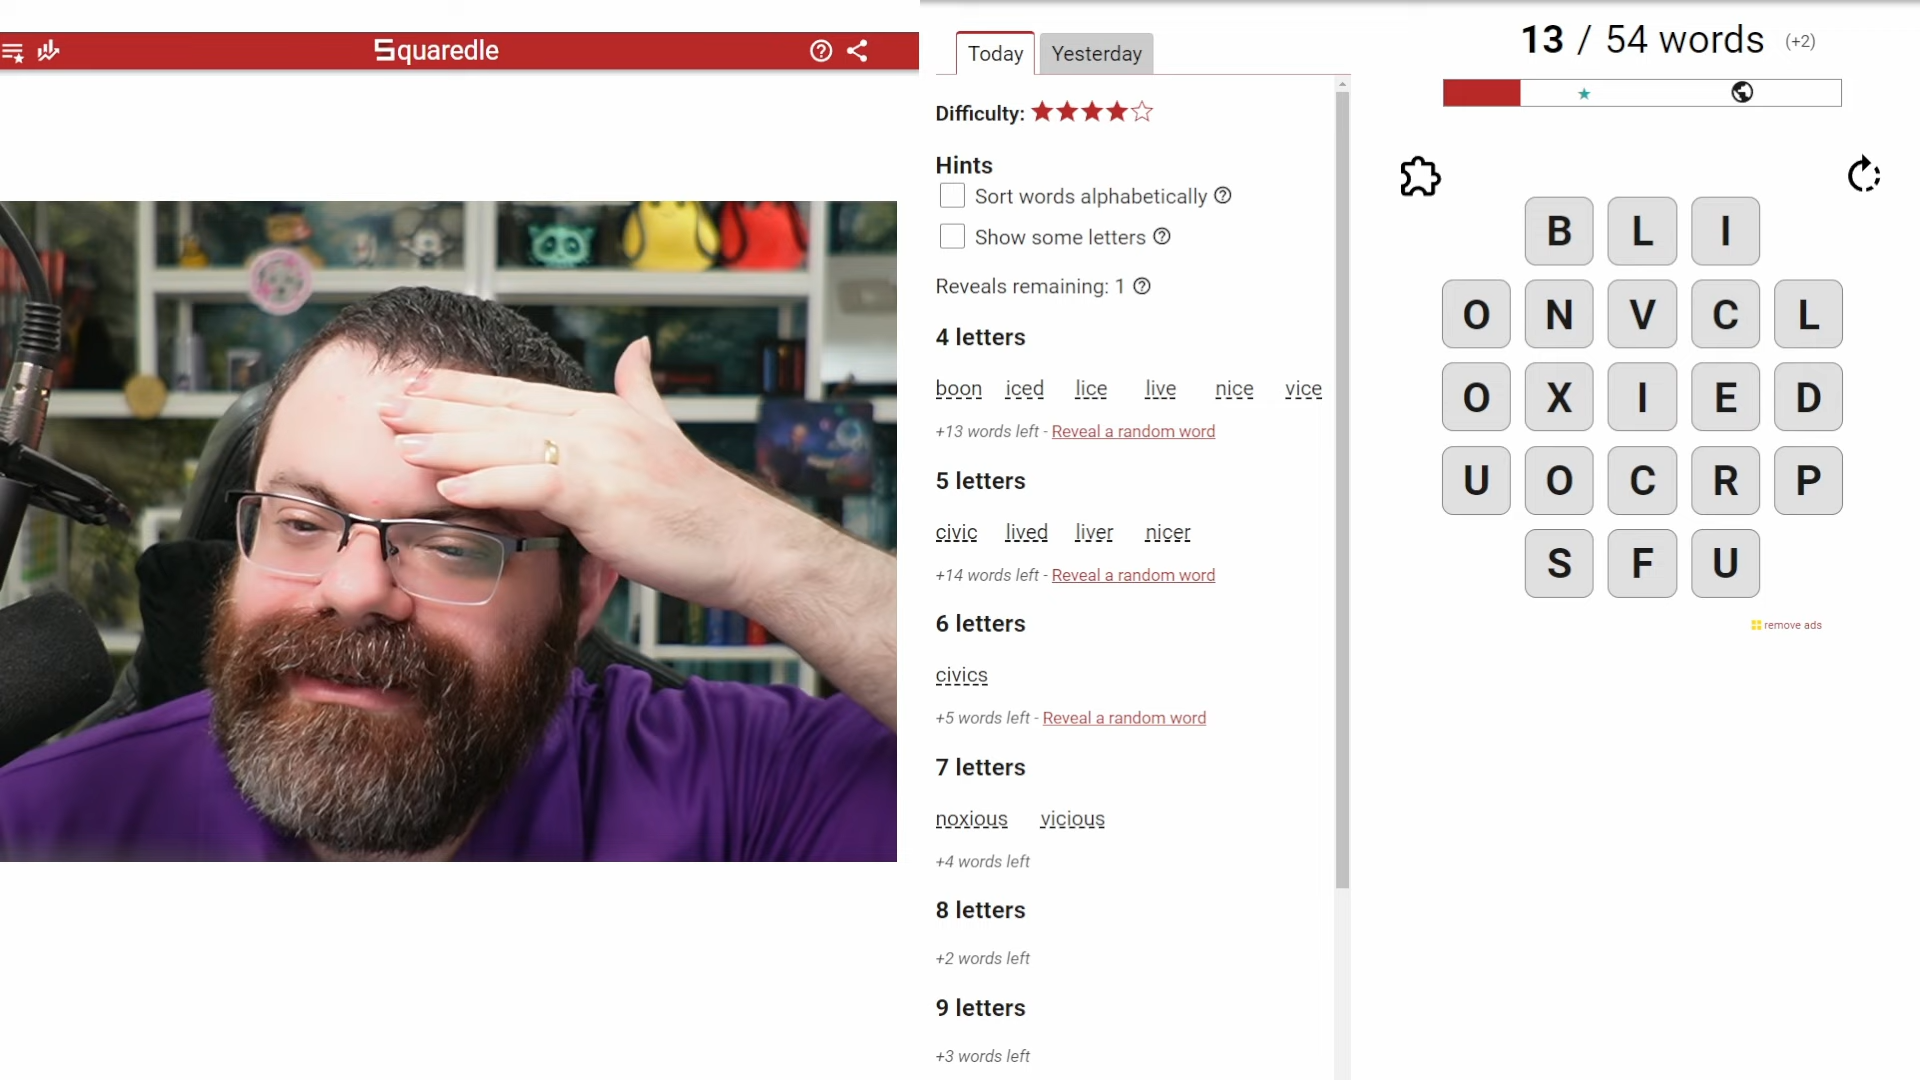 Squaredle
Today
Yesterday
Difficulty:
Hints
Sort words alphabetically
Show some letters
Reveals remaining: 1
4 letters
boon iced lice live nice vice
+13 words left - Reveal a random word
5 letters
civic lived liver nicer
+14 words left - Reveal a random word
6 letters
civics
+5 words left - Reveal a random word
7 letters
noxious vicious
+4 words left
8 letters
+2 words left
9 letters
+3 words left
13 / 54 words (+2)
B L I
O N V C L
O X I E D
U O C R P
S F U
remove ads